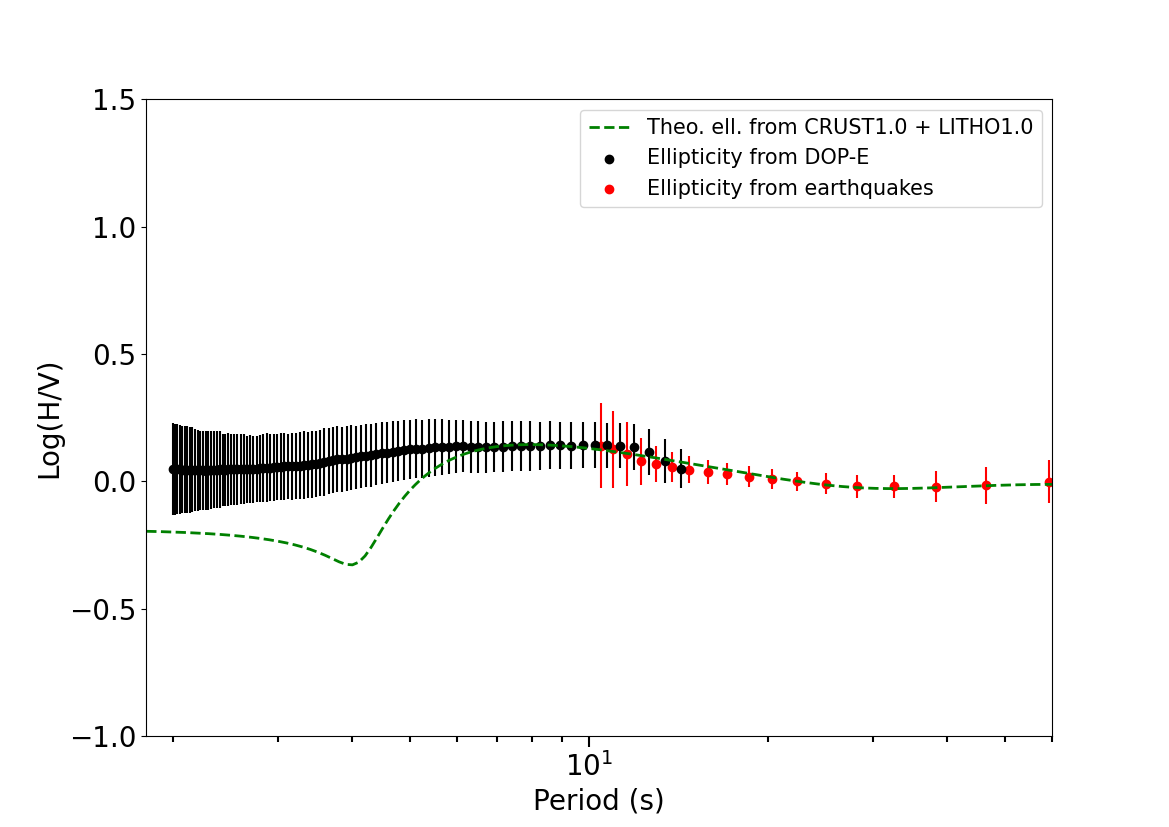 1.5
1.0
0.5
0.0
−0.5
−1.0
Log(H/V)
Theo. ell. from CRUST1.0 + LITHO1.0
Ellipticity from DOP-E
Ellipticity from earthquakes
10¹
Period (s)